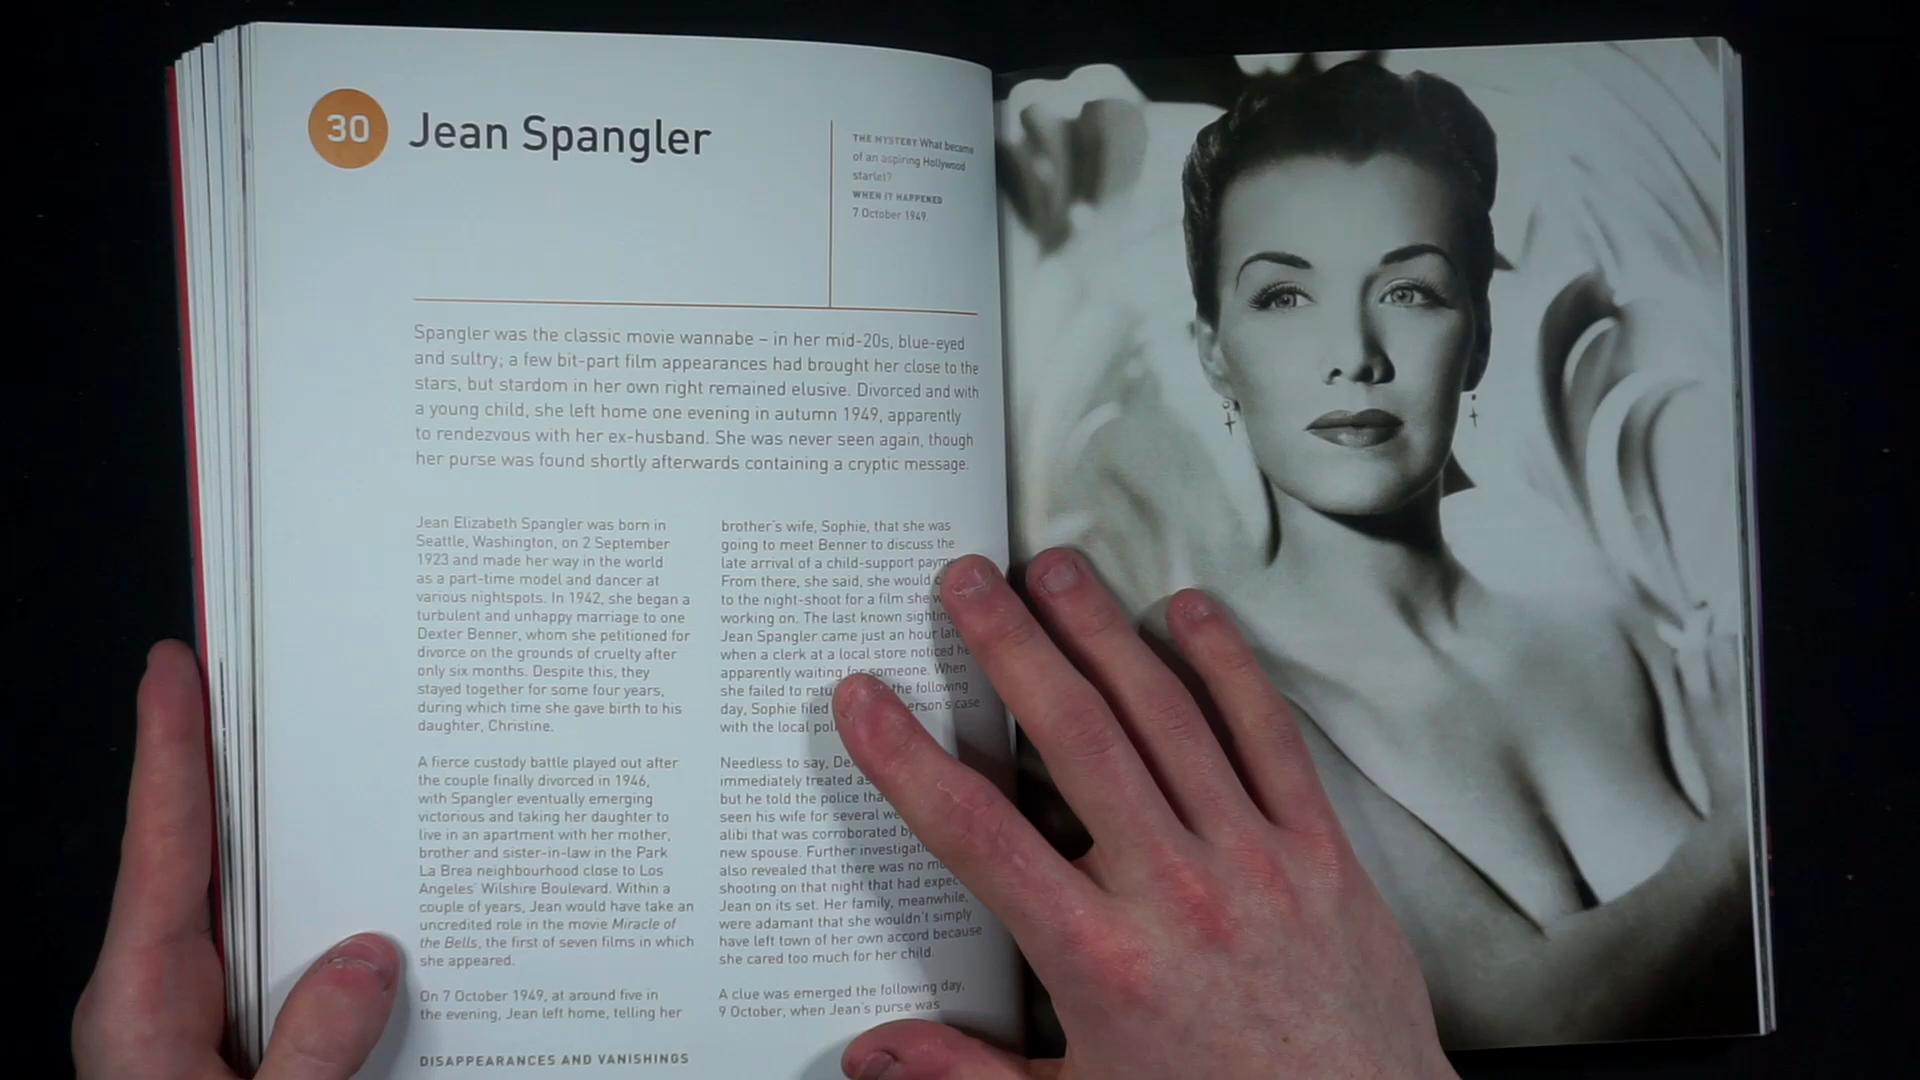 30
Jean Spangler
THE MYSTERY What became
of an aspiring Hollywood
starlet?
WHEN IT HAPPENED
7 October 1949.
Spangler was the classic movie wannabe – in her mid-20s, blue-eyed
and sultry; a few bit-part film appearances had brought her close to the
stars, but stardom in her own right remained elusive. Divorced and with
a young child, she left home one evening in autumn 1949, apparently
to rendezvous with her ex-husband. She was never seen again, though
her purse was found shortly afterwards containing a cryptic message.
Jean Elizabeth Spangler was born in
Seattle, Washington, on 2 September
1923 and made her way in the world
as a part-time model and dancer at
various nightspots. In 1942, she began a
turbulent and unhappy marriage to one
Dexter Benner, whom she petitioned for
divorce on the grounds of cruelty after
only six months. Despite this, they
stayed together for some four years,
during which time she gave birth to his
daughter, Christine.
A fierce custody battle played out after
the couple finally divorced in 1946,
with Spangler eventually emerging
victorious and taking her daughter to
live in an apartment with her mother,
brother and sister-in-law in the Park
La Brea neighbourhood close to Los
Angeles' Wilshire Boulevard. Within a
couple of years, Jean would have take an
uncredited role in the movie Miracle of
the Bells, the first of seven films in which
she appeared.
On 7 October 1949, at around five in
the evening, Jean left home, telling her
brother's wife, Sophie, that she was
going to meet Benner to discuss the
late arrival of a child-support
From there, she said, she would
to the night-shoot for a film she
working on. The last known
Jean Spangler came just an hour
when a clerk at a local store noticed
apparently waiting for someone. When
she failed to the following
day, Sophie filed case
with the local
Needless to say,
immediately treated
but he told the police
seen his wife for several
alibi that was corroborated
new spouse. Further
also revealed that there was no
shooting on that night that had
Jean on its set. Her family, meanwhile,
were adamant that she wouldn't simply
have left town of her own accord because
she cared too much for her child.
A clue was emerged the following day,
9 October, when Jean's purse was
DISAPPEARANCES AND VANISHINGS